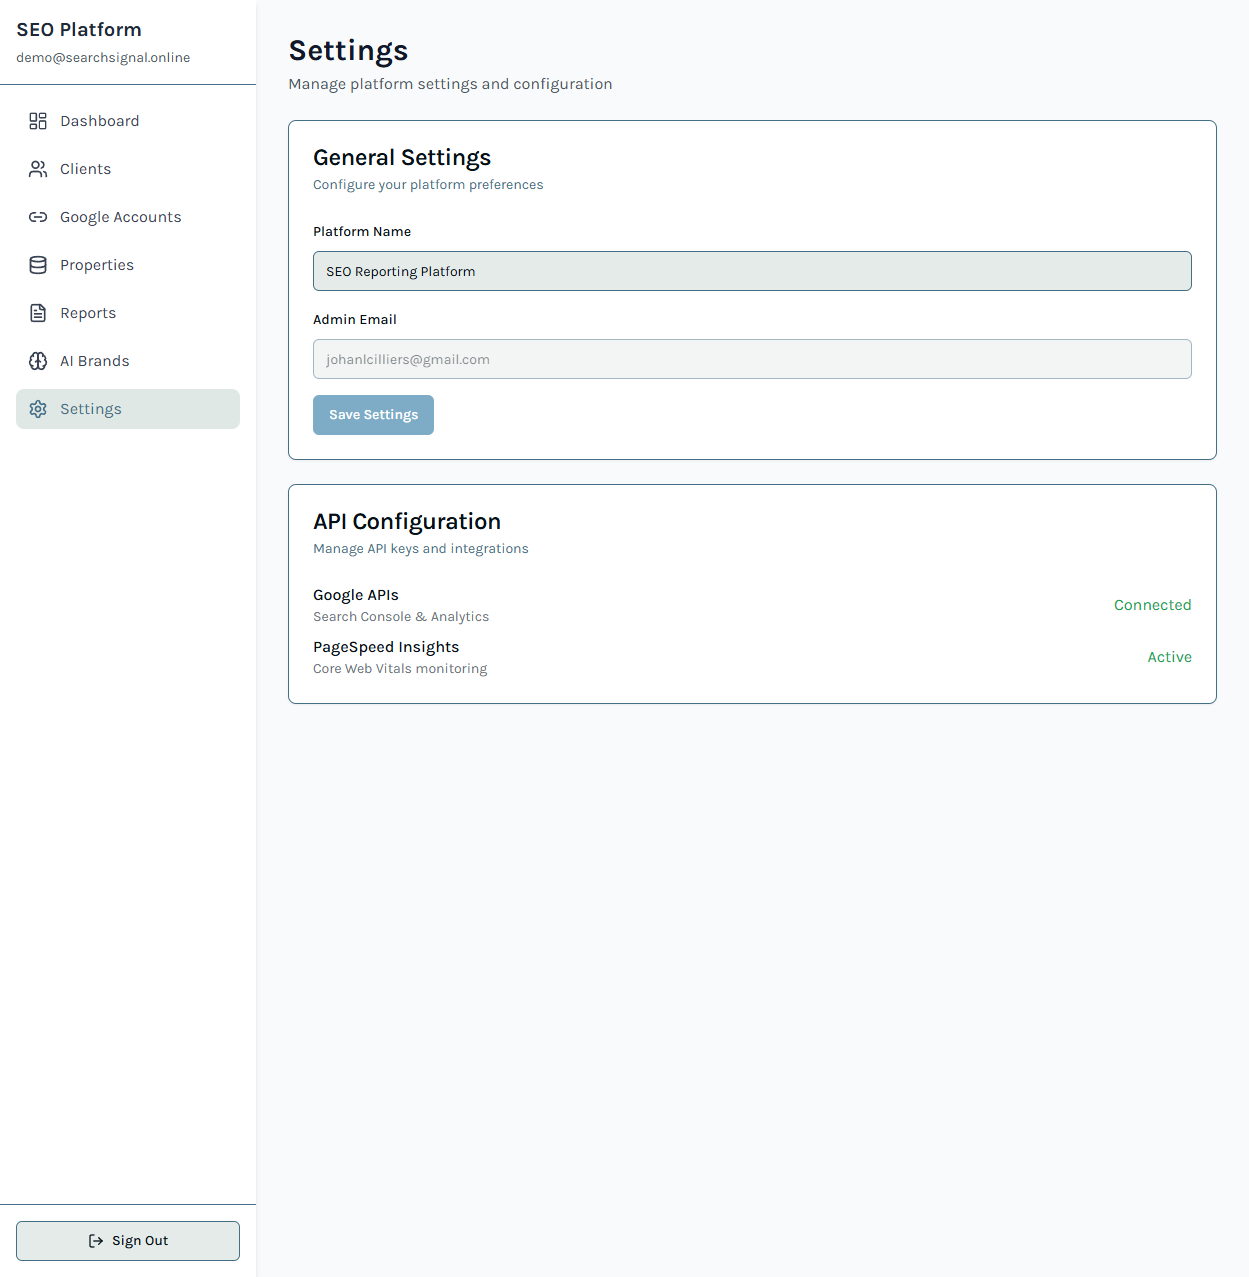 SEO Platform
demo@searchsignal.online
Dashboard
Clients
Google Accounts
Properties
Reports
AI Brands
Settings
Sign Out
Settings
Manage platform settings and configuration
General Settings
Configure your platform preferences
Platform Name
SEO Reporting Platform
Admin Email
johanlcilliers@gmail.com
Save Settings
API Configuration
Manage API keys and integrations
Google APIs
Search Console & Analytics
Connected
PageSpeed Insights
Core Web Vitals monitoring
Active